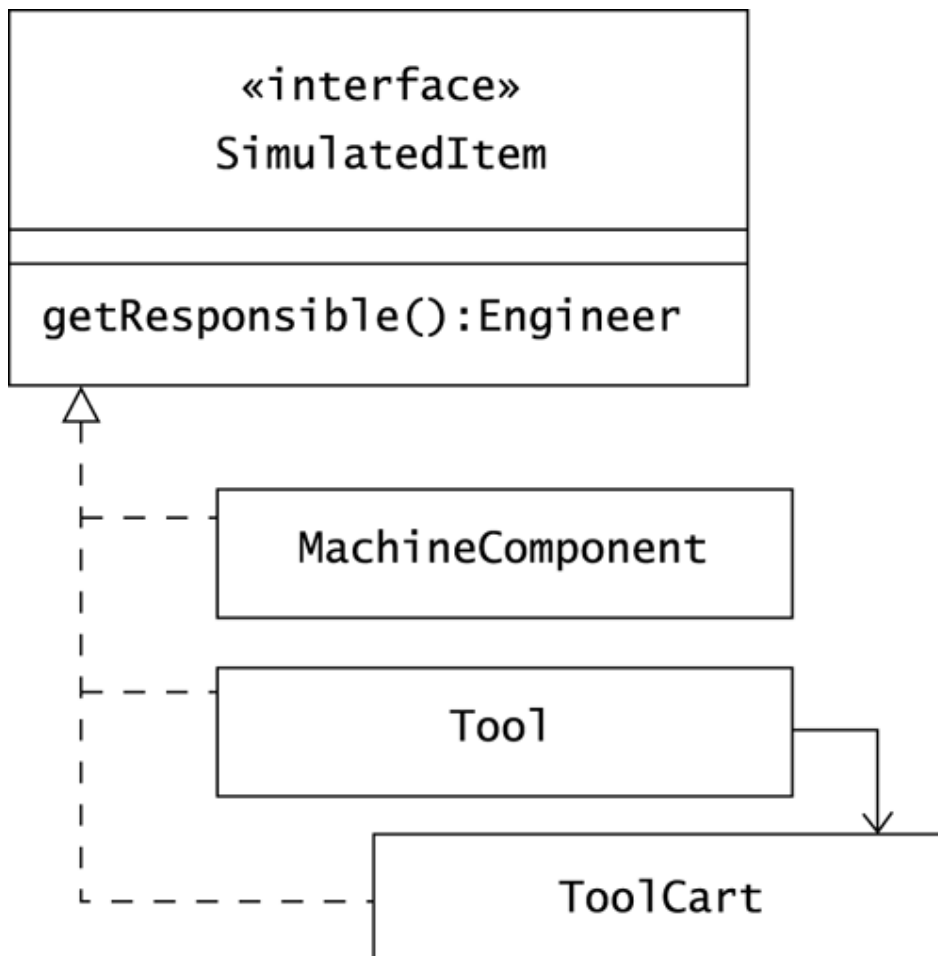 «interface»
SimulatedItem
getResponsible():Engineer
MachineComponent
Tool
ToolCart